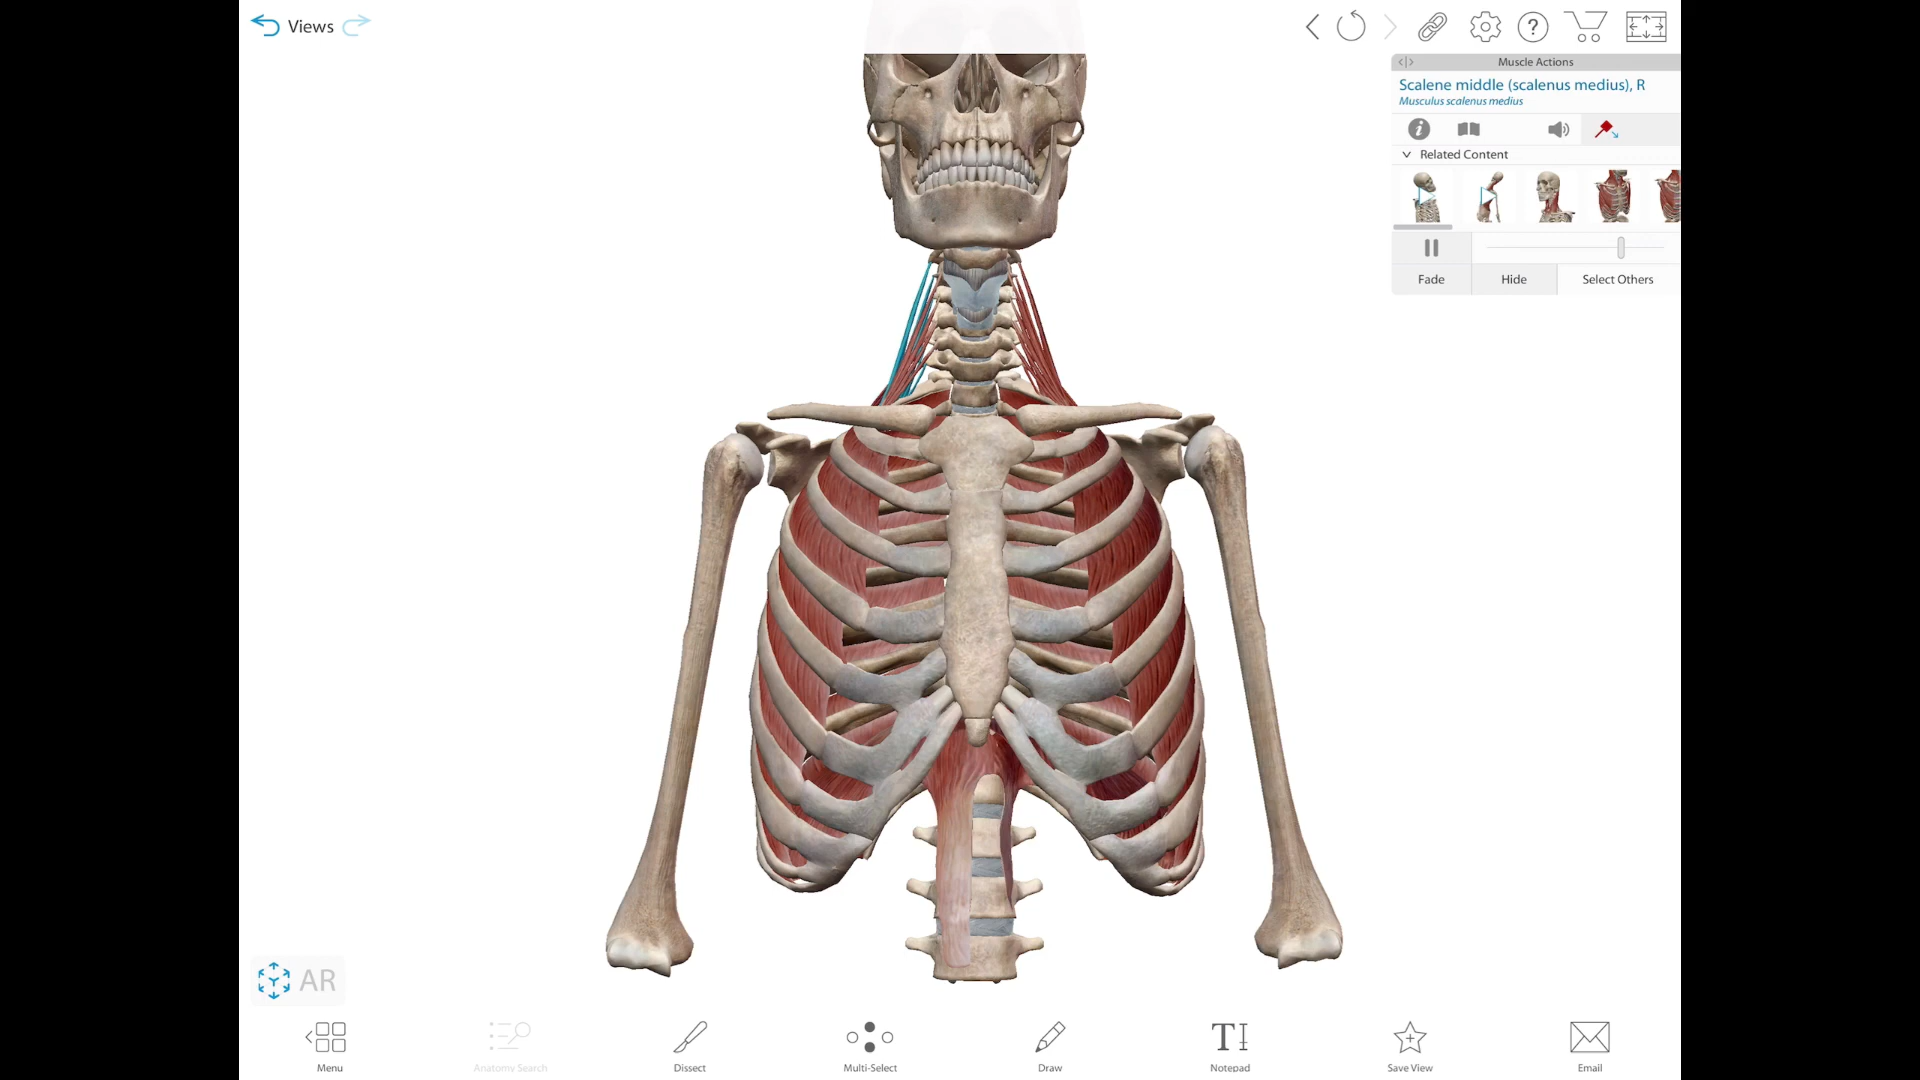 Views
Muscle Actions
Scalene middle (scalenus medius), R
Musculus scalenus medius
Related Content
Fade Hide Select Others
AR
Menu Anatomy Search Dissect Multi-Select Draw Notepad Save View Email